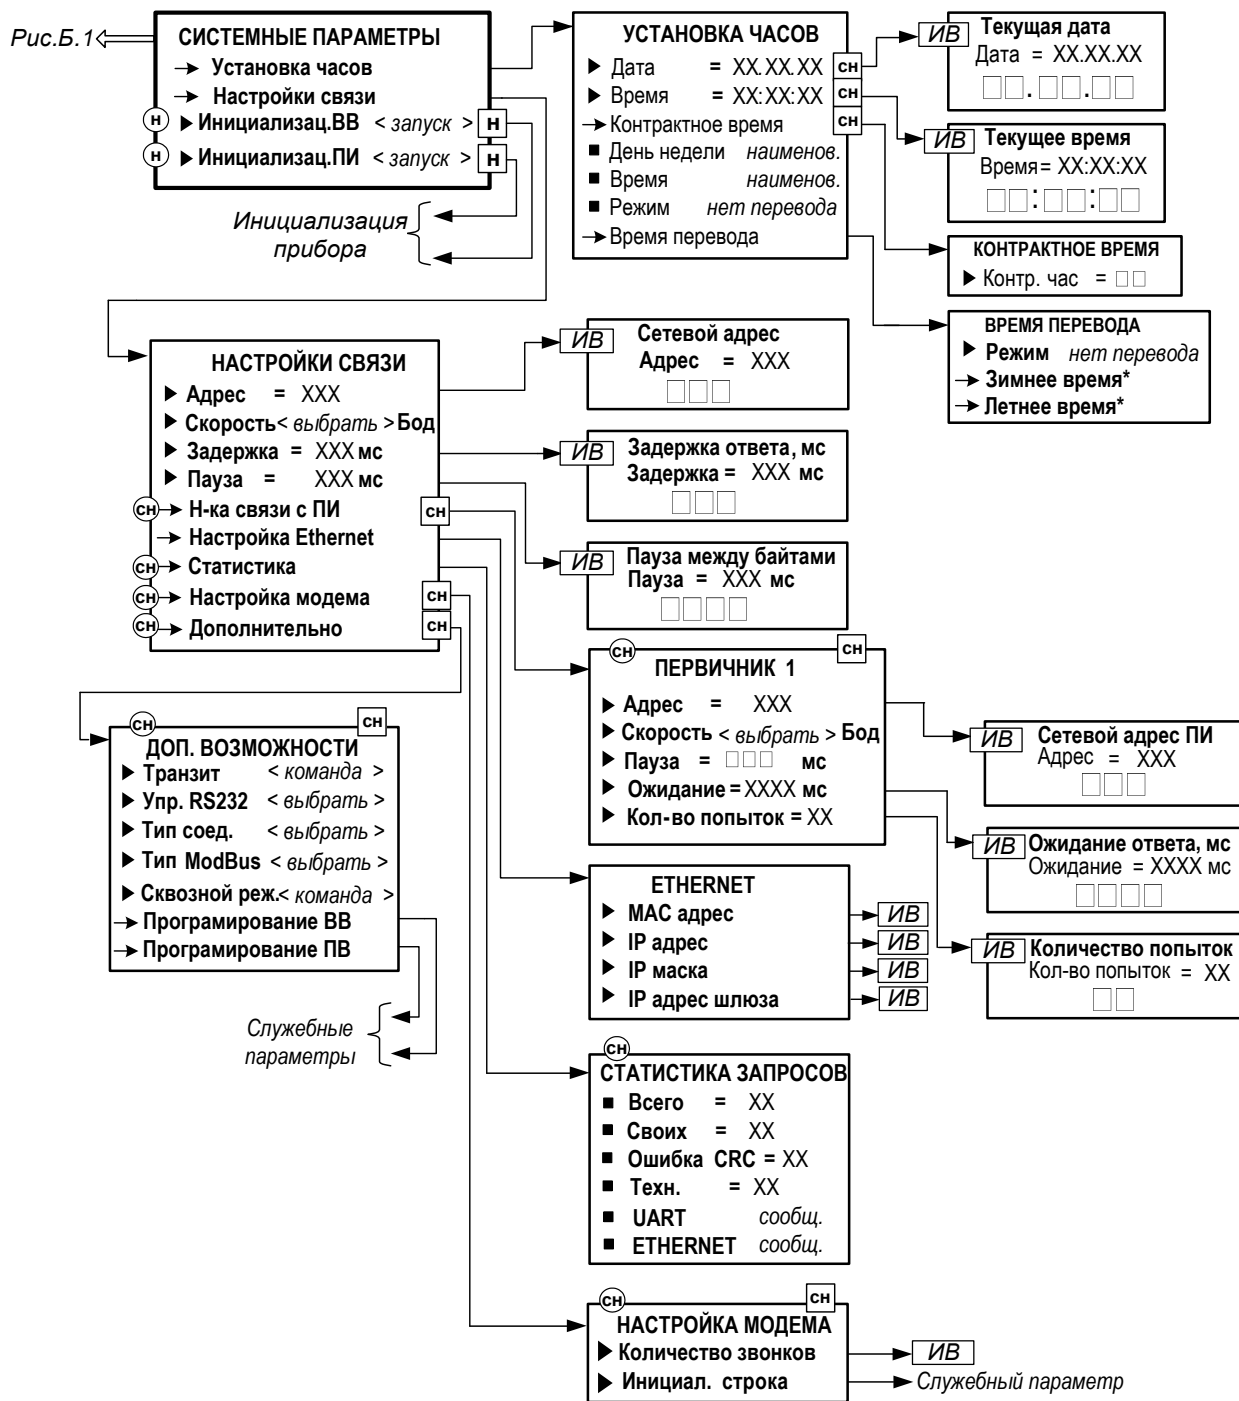 Рис.Б.1
СИСТЕМНЫЕ ПАРАМЕТРЫ
Установка часов
Настройки связи
Н Инициализац.ВВ < запуск > Н
Н Инициализац.ПИ < запуск > Н
Инициализация
прибора
УСТАНОВКА ЧАСОВ
Дата = XX.XX.XX СН
Время = XX:XX:XX СН
Контрактное время СН
День недели наименов.
Время наименов.
Режим нет перевода
Время перевода
ИВ Текущая дата
Дата = XX.XX.XX
ИВ Текущее время
Время = XX:XX:XX
КОНТРАКТНОЕ ВРЕМЯ
Контр. час =
ВРЕМЯ ПЕРЕВОДА
Режим нет перевода
Зимнее время*
Летнее время*
НАСТРОЙКИ СВЯЗИ
Адрес = XXX
Скорость < выбрать > Бод
Задержка = XXX мс
Пауза = XXX мс
СН Н-ка связи с ПИ СН
Настройка Ethernet
СН Статистика
СН Настройка модема СН
СН Дополнительно СН
ИВ Сетевой адрес
Адрес = XXX
ИВ Задержка ответа, мс
Задержка = XXX мс
ИВ Пауза между байтами
Пауза = XXX мс
СН СН
ПЕРВИЧНИК 1
Адрес = XXX
Скорость < выбрать > Бод
Пауза = мс
Ожидание = XXXX мс
Кол-во попыток = XX
ИВ Сетевой адрес ПИ
Адрес = XXX
ИВ Ожидание ответа, мс
Ожидание = XXXX мс
ИВ Количество попыток
Кол-во попыток = XX
СН СН
ДОП. ВОЗМОЖНОСТИ
Транзит < команда >
Упр. RS232 < выбрать >
Тип соед. < выбрать >
Тип ModBus < выбрать >
Сквозной реж. < команда >
Програмирование ВВ
Програмирование ПВ
Служебные
параметры
ETHERNET
MAC адрес ИВ
IP адрес ИВ
IP маска ИВ
IP адрес шлюза ИВ
СН
СТАТИСТИКА ЗАПРОСОВ
Всего = XX
Своих = XX
Ошибка CRC = XX
Техн. = XX
UART сообщ.
ETHERNET сообщ.
СН СН
НАСТРОЙКА МОДЕМА
Количество звонков ИВ
Инициал. строка Служебный параметр